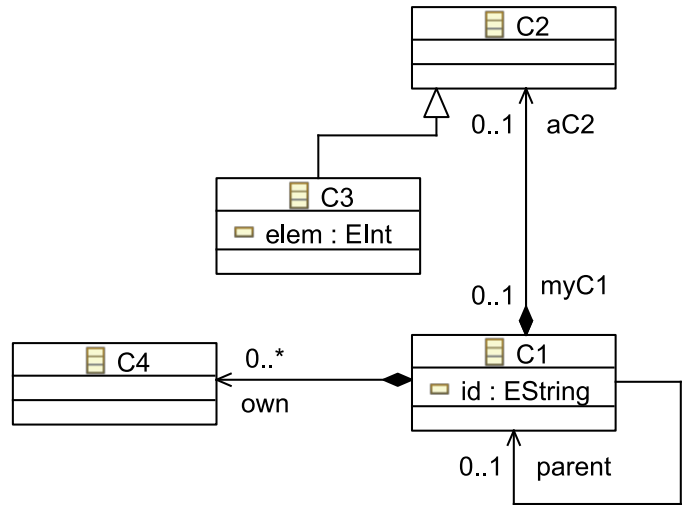 C2
0..1 aC2
C3
elem : EInt
0..1 myC1
C4
0..*
own
C1
id : EString
0..1 parent